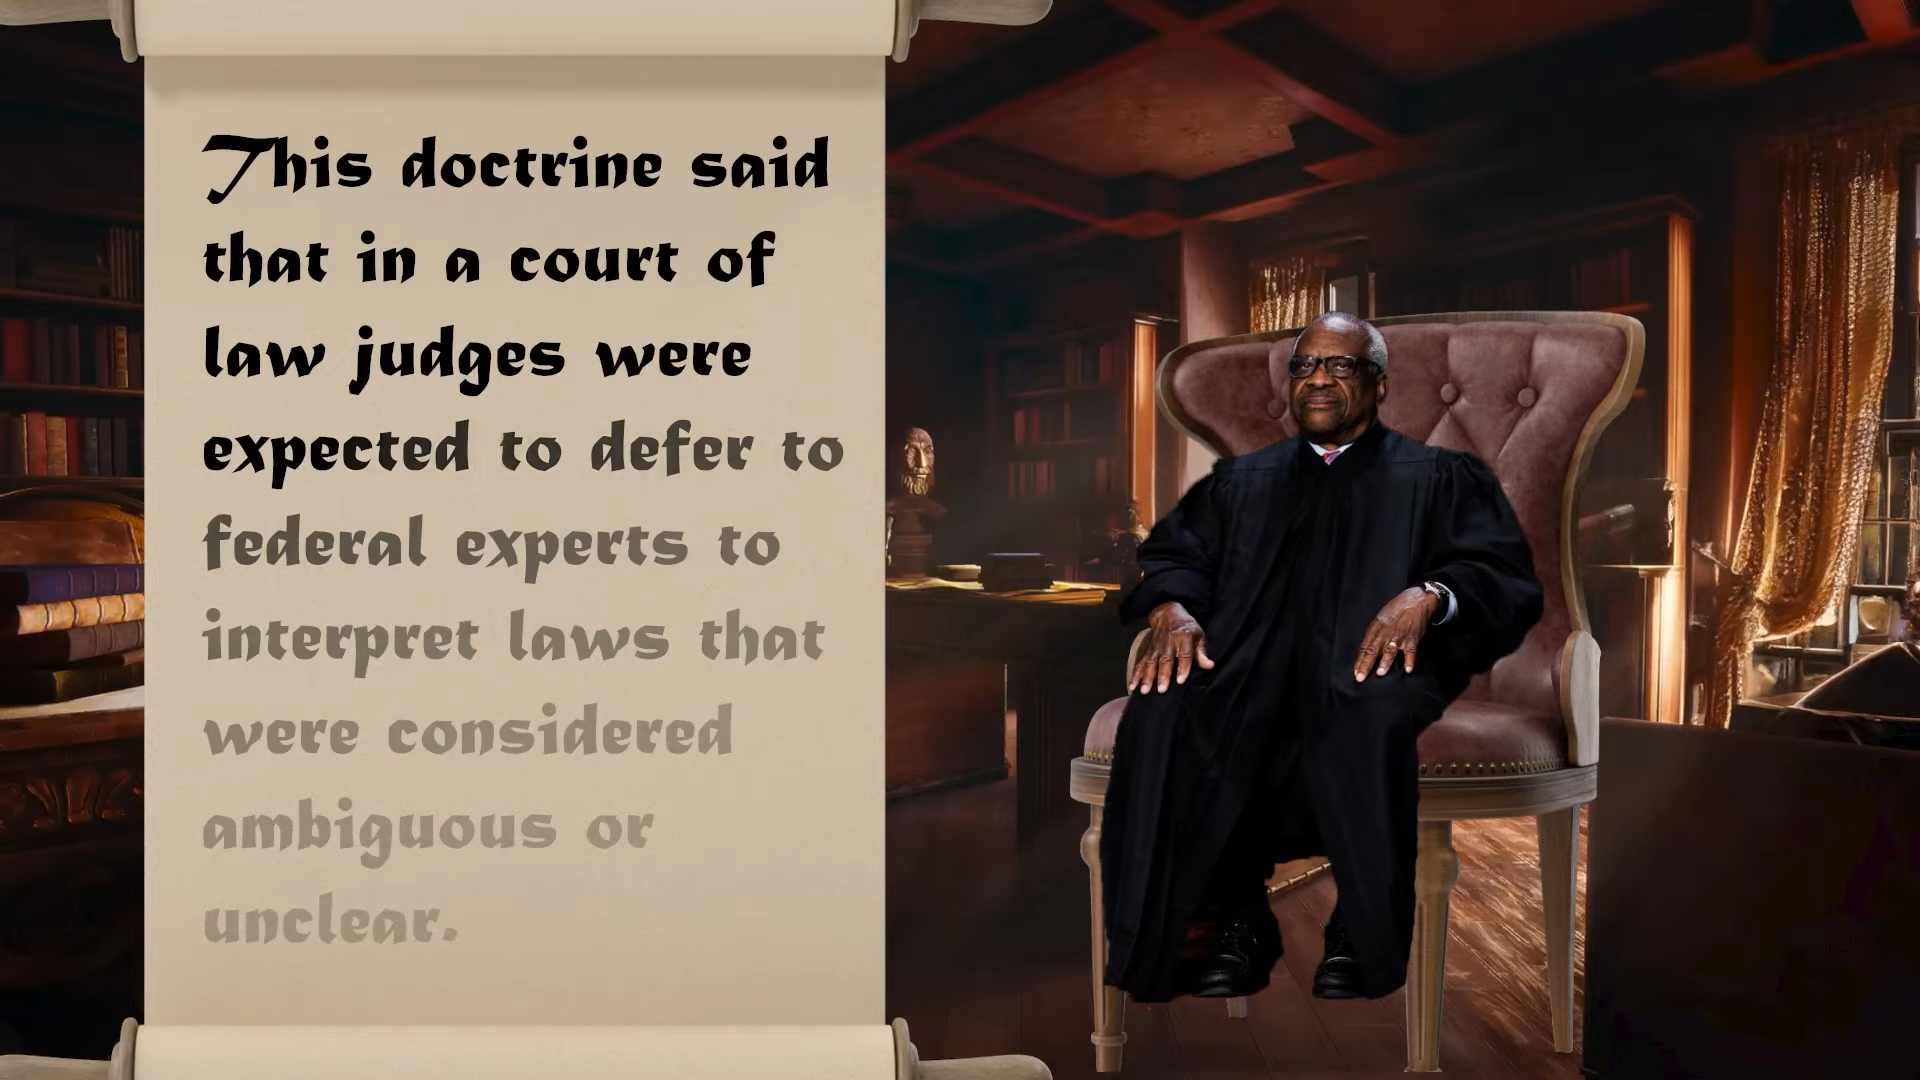 This doctrine said
that in a court of
law judges were
expected to defer to
federal experts to
interpret laws that
were considered
ambiguous or
unclear.